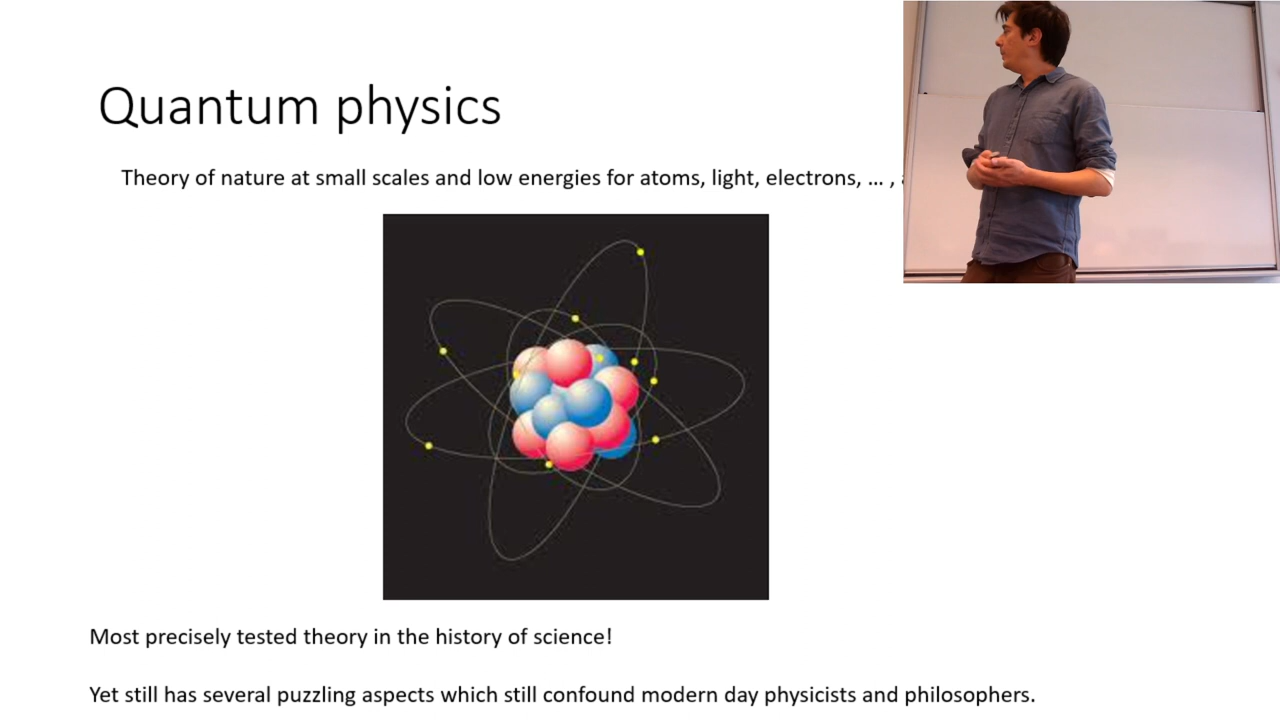 Quantum physics
Theory of nature at small scales and low energies for atoms, light, electrons, … ,
Most precisely tested theory in the history of science!
Yet still has several puzzling aspects which still confound modern day physicists and philosophers.